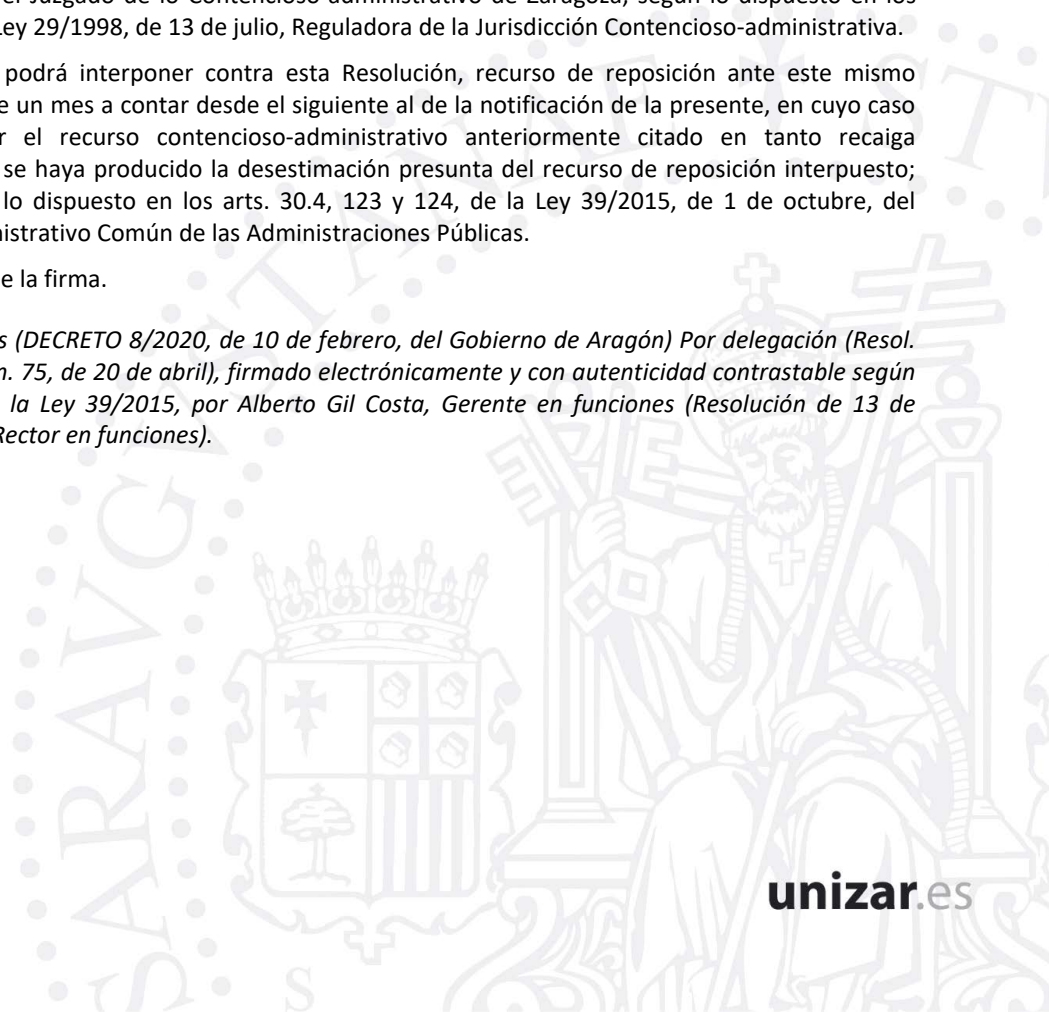 el Juzgado de lo Contencioso-administrativo de Zaragoza, según lo dispuesto en los
Ley 29/1998, de 13 de julio, Reguladora de la Jurisdicción Contencioso-administrativa.
podrá interponer contra esta Resolución, recurso de reposición ante este mismo
e un mes a contar desde el siguiente al de la notificación de la presente, en cuyo caso
r el recurso contencioso-administrativo anteriormente citado en tanto recaiga
se haya producido la desestimación presunta del recurso de reposición interpuesto;
lo dispuesto en los arts. 30.4, 123 y 124, de la Ley 39/2015, de 1 de octubre, del
nistrativo Común de las Administraciones Públicas.
e la firma.
s (DECRETO 8/2020, de 10 de febrero, del Gobierno de Aragón) Por delegación (Resol.
n. 75, de 20 de abril), firmado electrónicamente y con autenticidad contrastable según
la Ley 39/2015, por Alberto Gil Costa, Gerente en funciones (Resolución de 13 de
Rector en funciones).
SARAVGVSTANAE ST
S
unizar.es